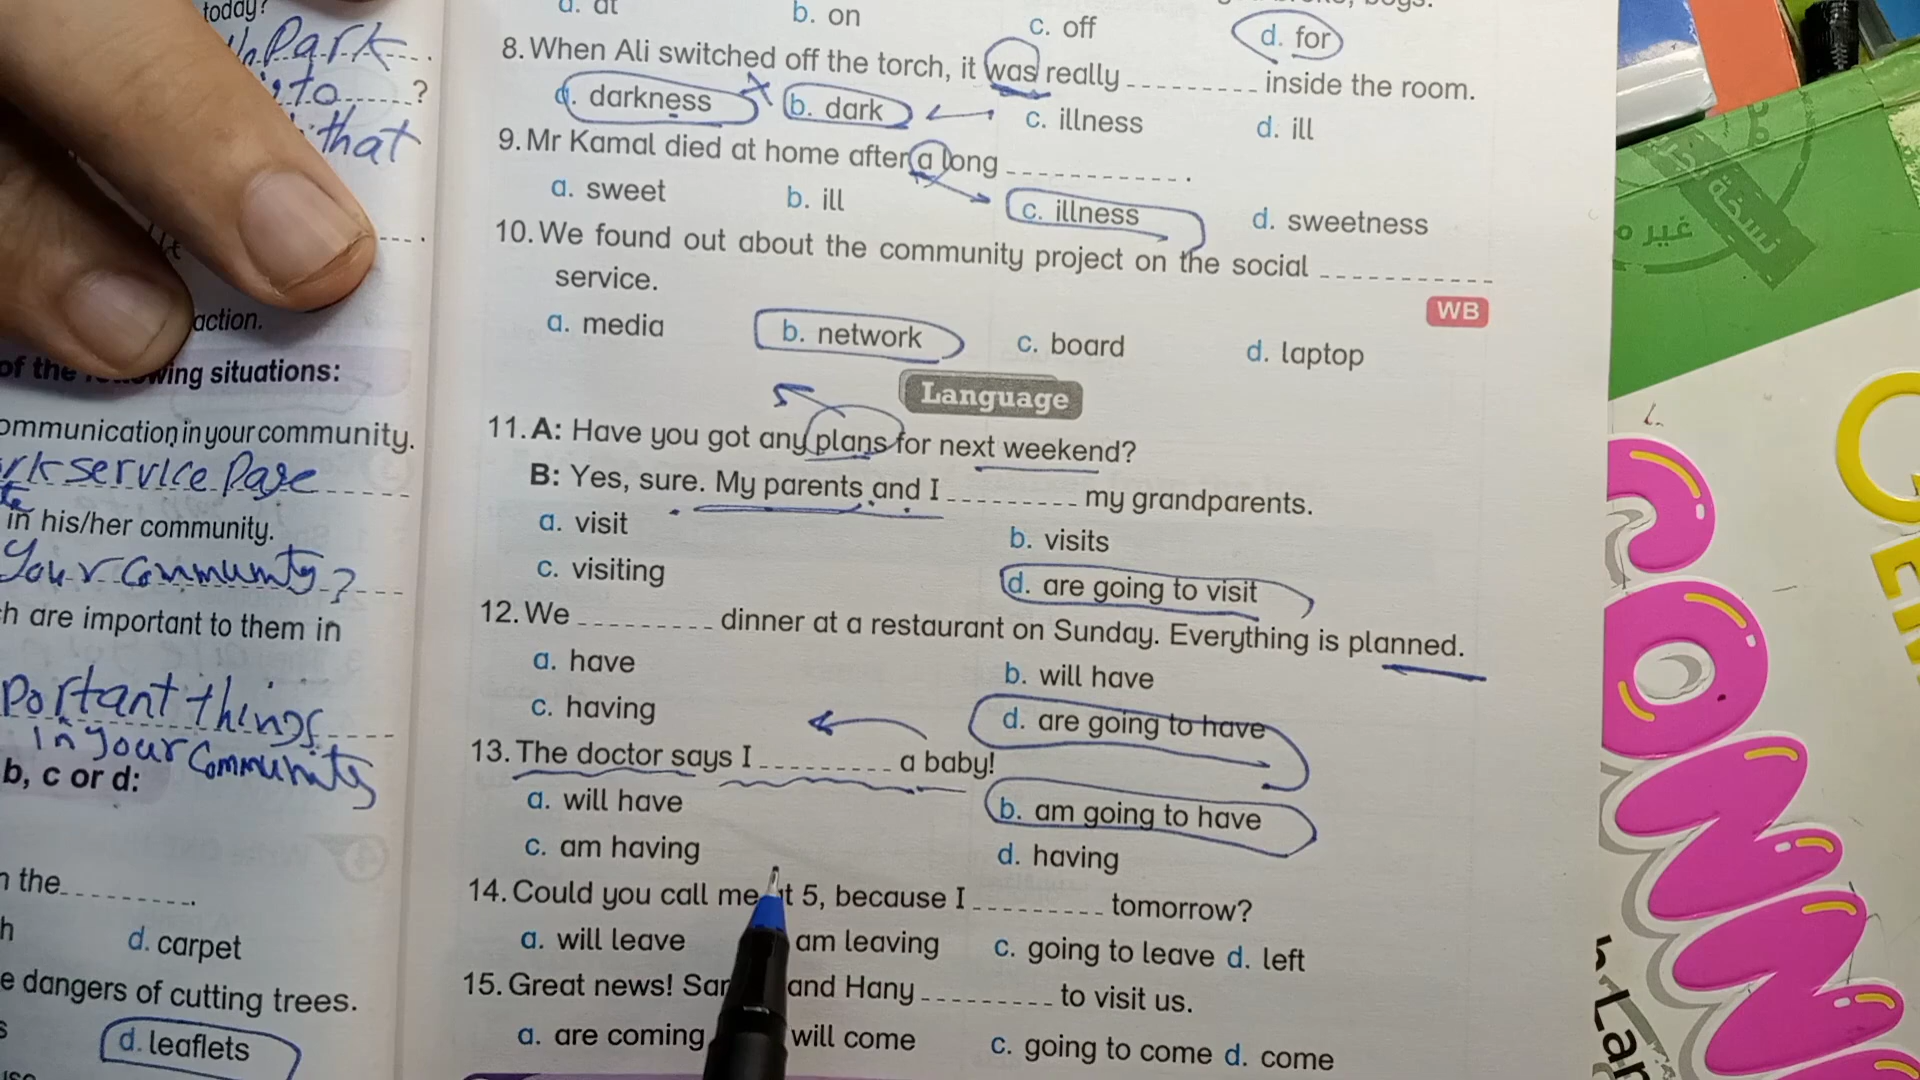 today?
Park
a. at b. on c. off d. for
8. When Ali switched off the torch, it was really inside the room.
to ?
a. darkness b. dark c. illness d. ill
that
9. Mr Kamal died at home after a long
a. sweet b. ill c. illness d. sweetness
10. We found out about the community project on the social
service.
WB
action.
a. media b. network c. board d. laptop
of the following situations:
Language
communication in your community.
11. A: Have you got any plans for next weekend?
service Page
B: Yes, sure. My parents and I my grandparents.
in his/her community.
a. visit b. visits
your community?
c. visiting d. are going to visit
are important to them in
12. We dinner at a restaurant on Sunday. Everything is planned.
a. have b. will have
things
in your community
c. having d. are going to have
b, c or d:
13. The doctor says I a baby!
a. will have b. am going to have
c. am having d. having
the
14. Could you call me at 5, because I tomorrow?
d. carpet
a. will leave am leaving c. going to leave d. left
dangers of cutting trees.
15. Great news! and Hany to visit us.
d. leaflets
a. are coming will come c. going to come d. come
نسخة
غير